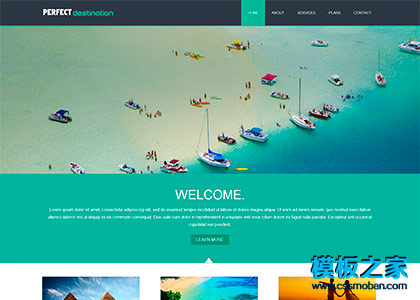 PERFECT destination
HOME ABOUT SERVICES PLANS CONTACT
WELCOME.
Lorem ipsum dolor sit amet, consectetur adipisicing elit, sed do eiusmod tempor incididunt ut labore et dolore magna aliqua. Ut enim ad minim veniam, quis nostrud exercitation
ullamco laboris nisi ut aliquip ex ea commodo consequat. Duis aute irure dolor in reprehenderit in voluptate velit esse cillum dolore eu fugiat nulla pariatur. Excepteur sint occaecat
cupidatat non proident.
LEARN MORE
模板之家
www.cssmoban.com